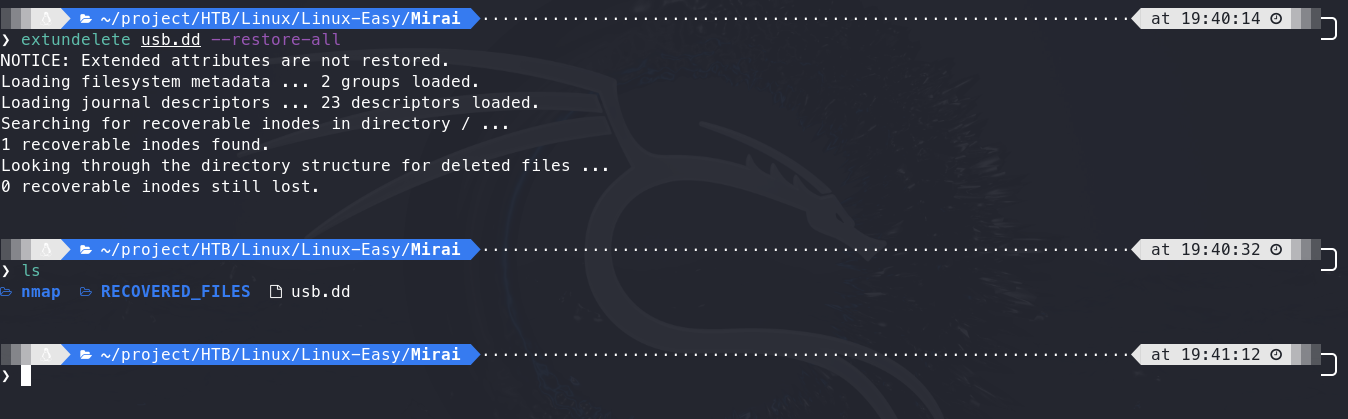 ~/project/HTB/Linux/Linux-Easy/Mirai at 19:40:14
❯ extundelete usb.dd --restore-all
NOTICE: Extended attributes are not restored.
Loading filesystem metadata ... 2 groups loaded.
Loading journal descriptors ... 23 descriptors loaded.
Searching for recoverable inodes in directory / ...
1 recoverable inodes found.
Looking through the directory structure for deleted files ...
0 recoverable inodes still lost.
~/project/HTB/Linux/Linux-Easy/Mirai at 19:40:32
❯ ls
nmap RECOVERED_FILES usb.dd
~/project/HTB/Linux/Linux-Easy/Mirai at 19:41:12
❯